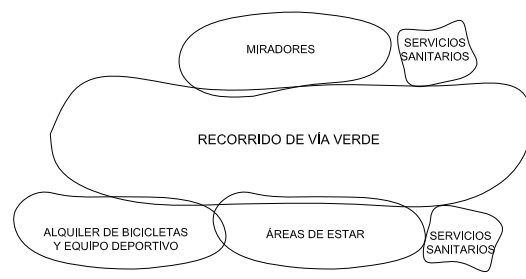 MIRADORES
SERVICIOS
SANITARIOS
RECORRIDO DE VÍA VERDE
ALQUILER DE BICICLETAS
Y EQUIPO DEPORTIVO
ÁREAS DE ESTAR
SERVICIOS
SANITARIOS